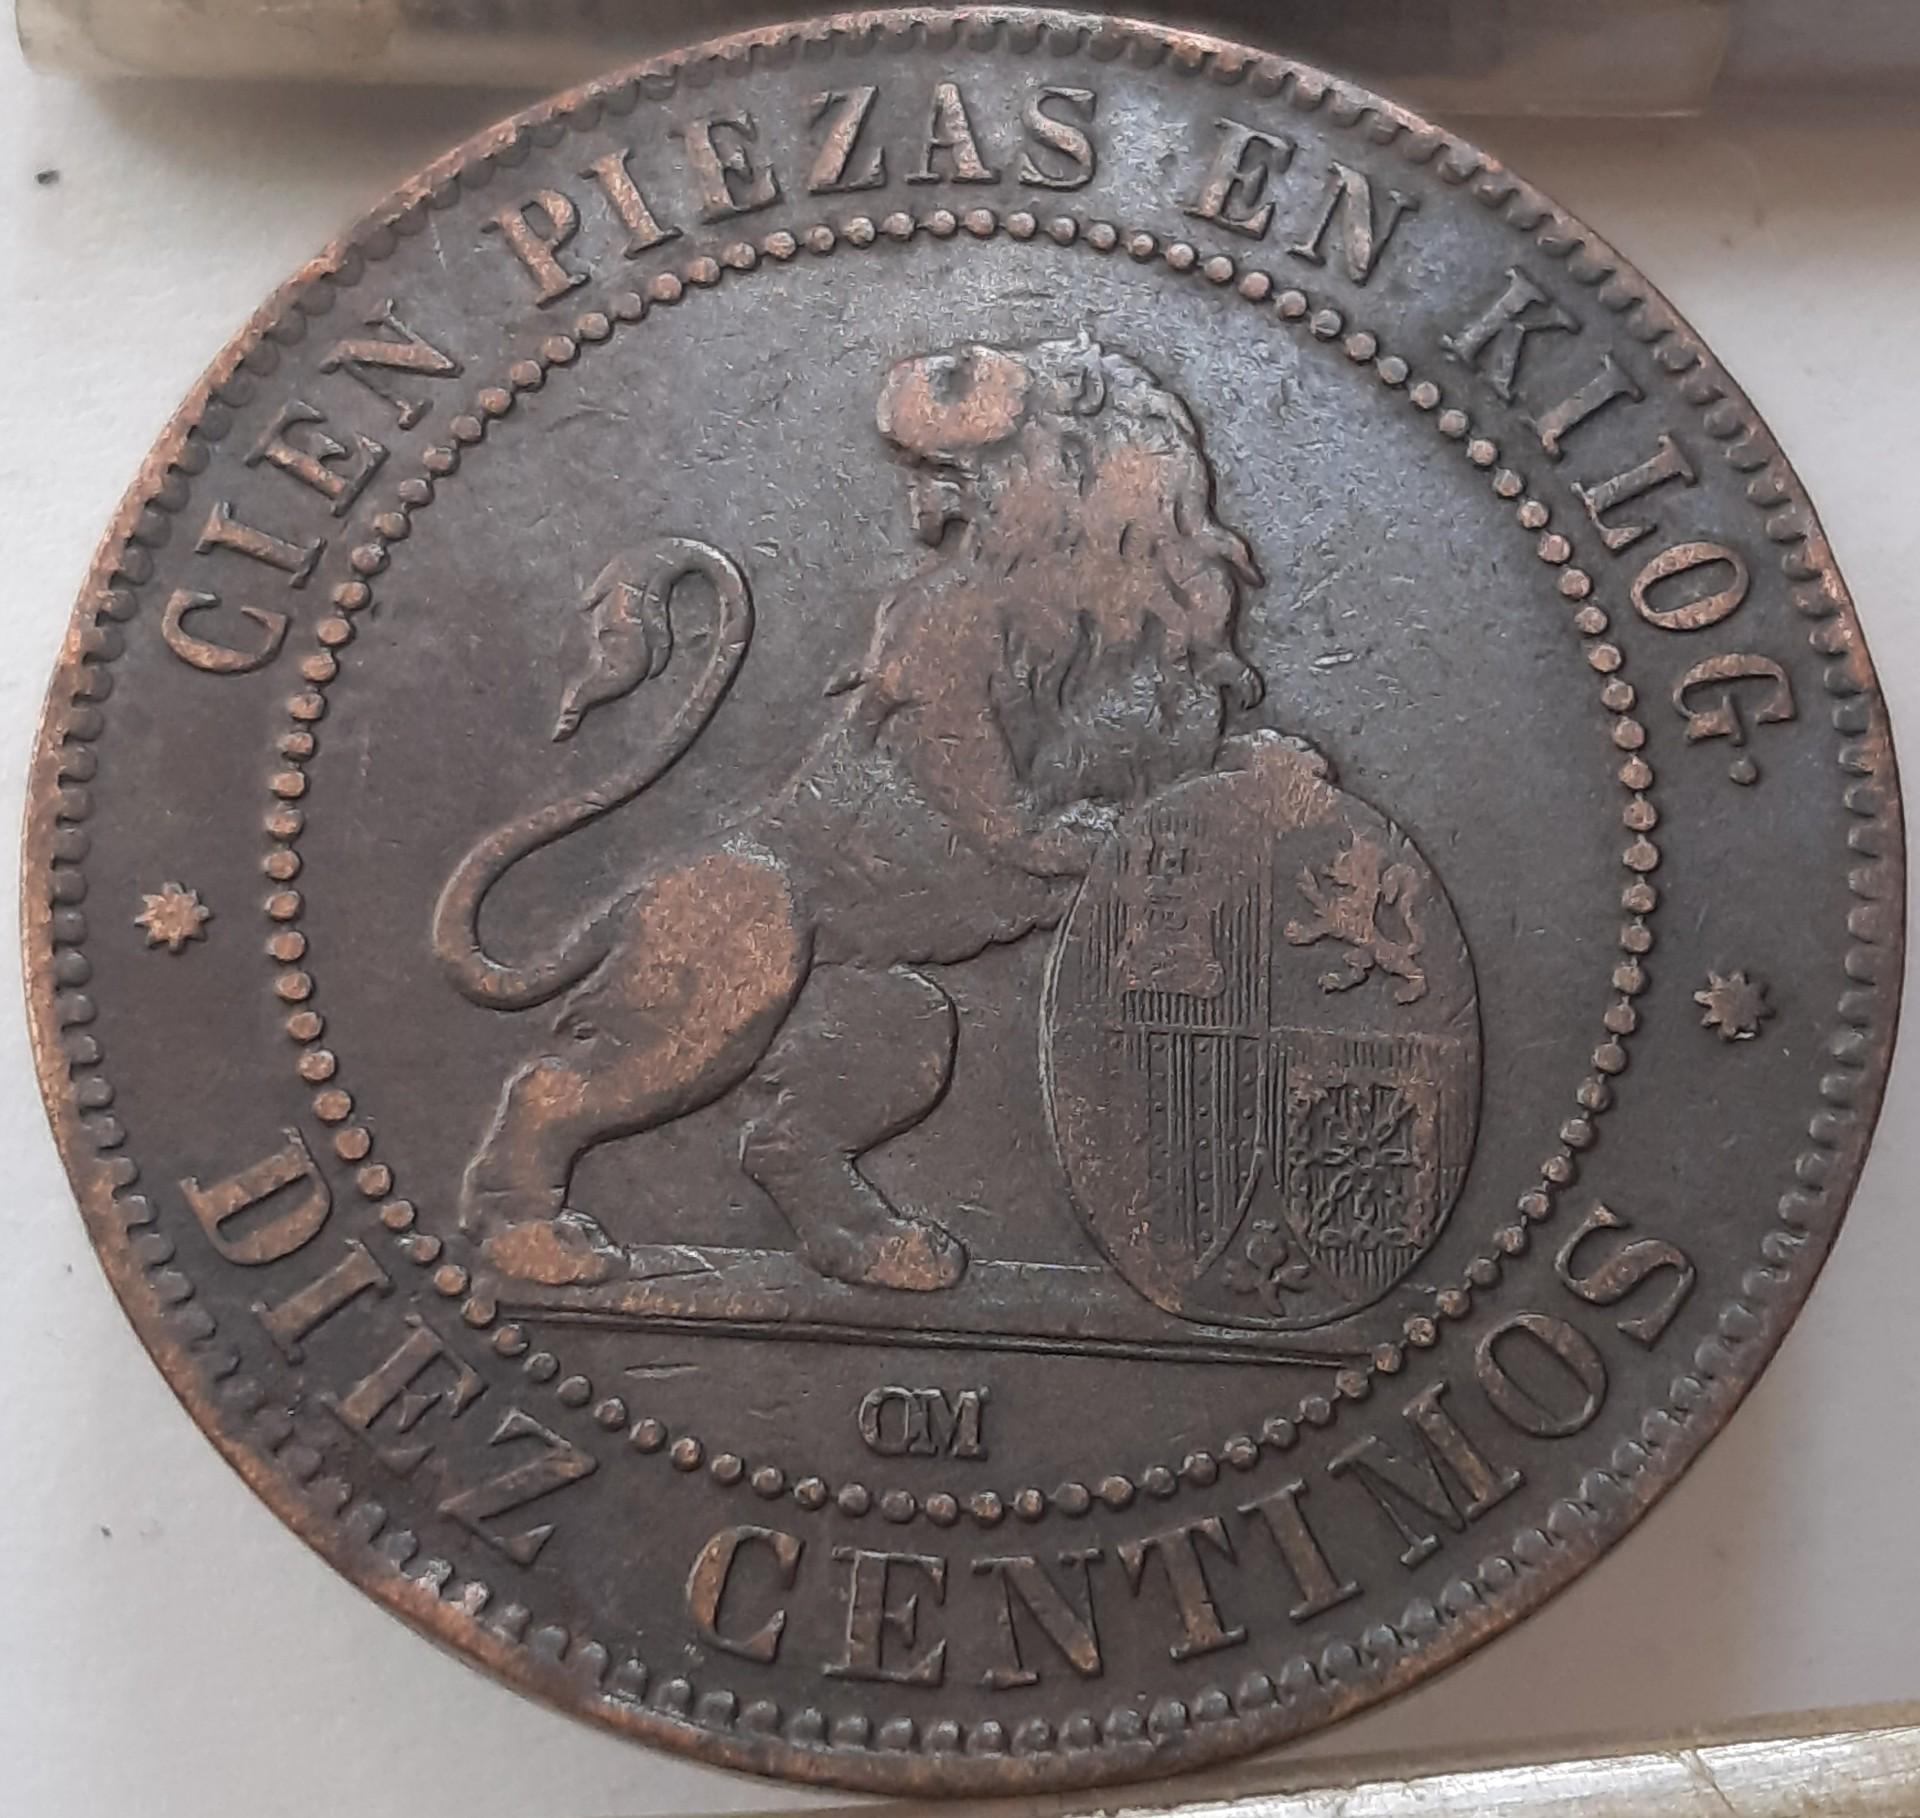 CIEN PIEZAS EN KILOG.
OM
DIEZ CENTIMOS